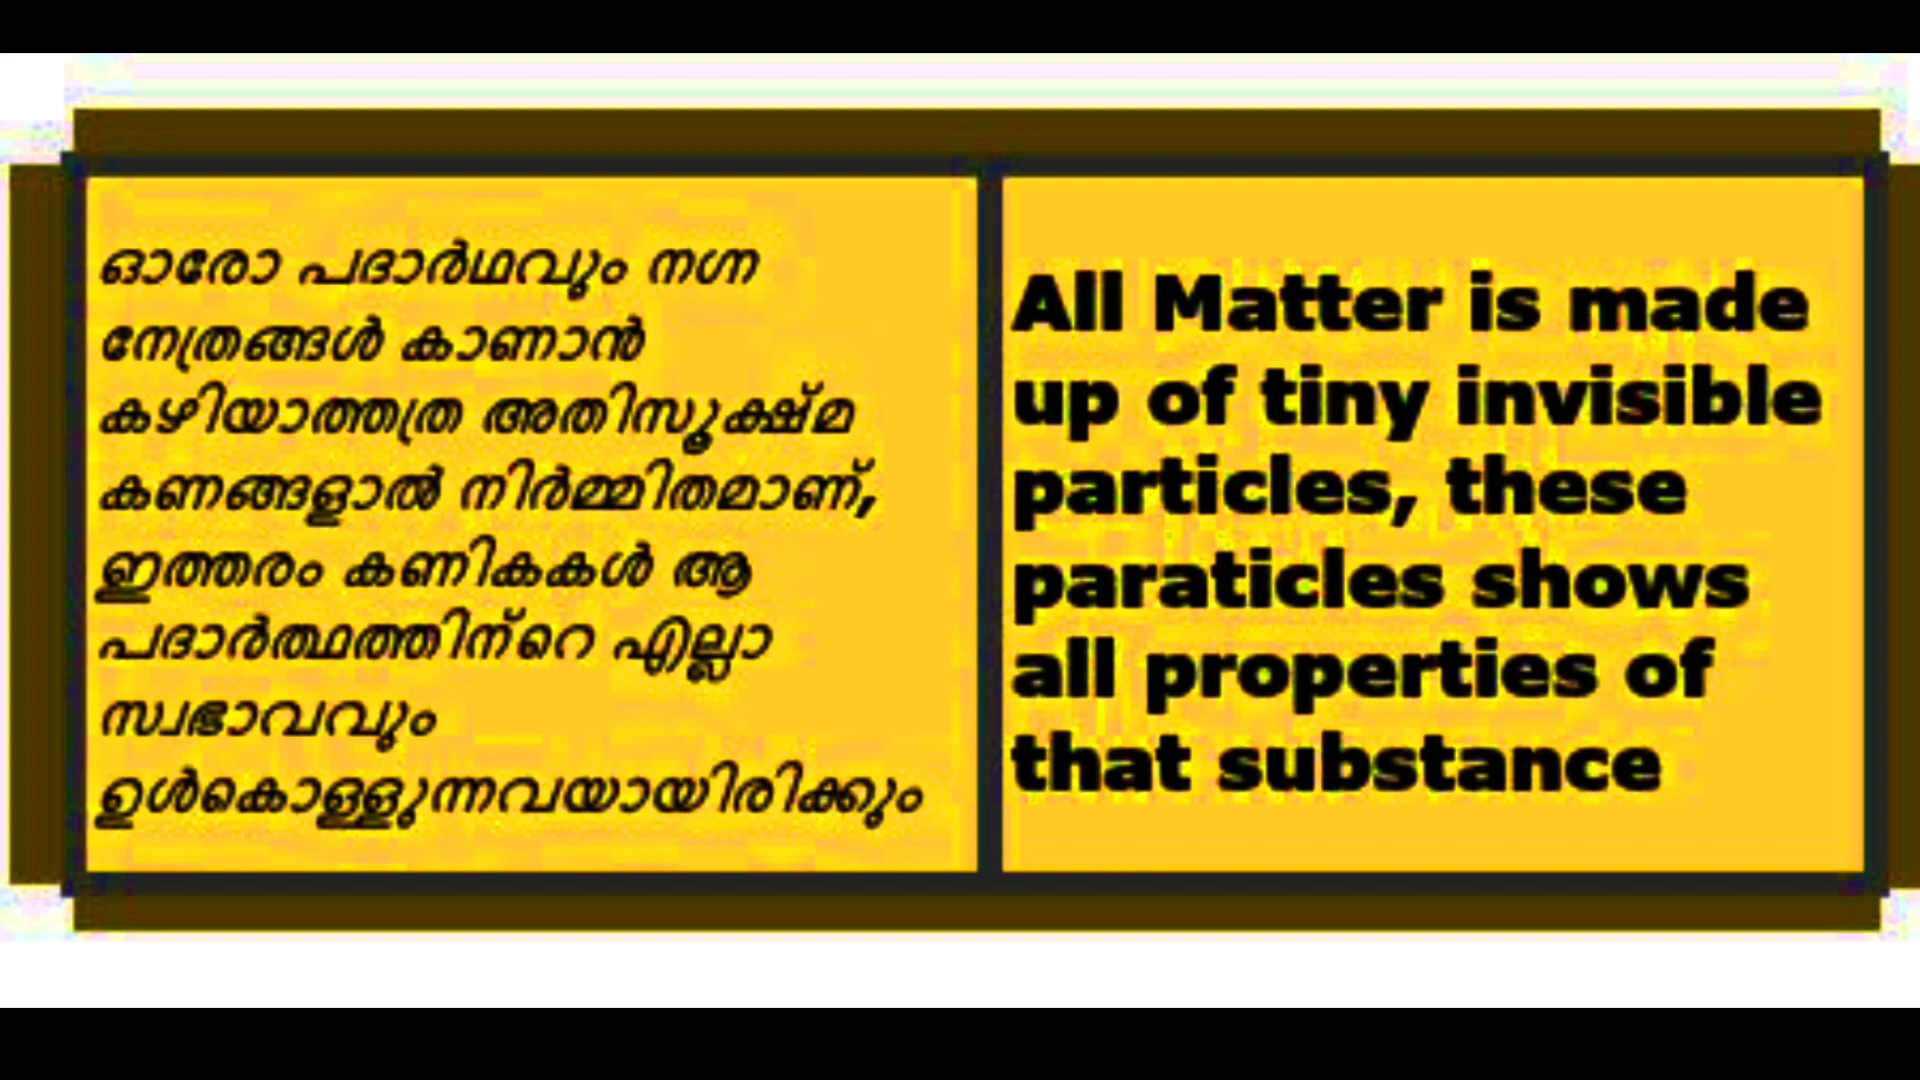 ഓരോ പദാർഥവും നഗ്ന
നേത്രങ്ങൾ കാണാൻ
കഴിയാത്തത്ര അതിസൂക്ഷ്മ
കണങ്ങളാൽ നിർമ്മിതമാണ്,
ഇത്തരം കണികകൾ ആ
പദാർത്ഥത്തിന്റെ എല്ലാ
സ്വഭാവവും
ഉൾകൊള്ളുന്നവയായിരിക്കും
All Matter is made
up of tiny invisible
particles, these
paraticles shows
all properties of
that substance